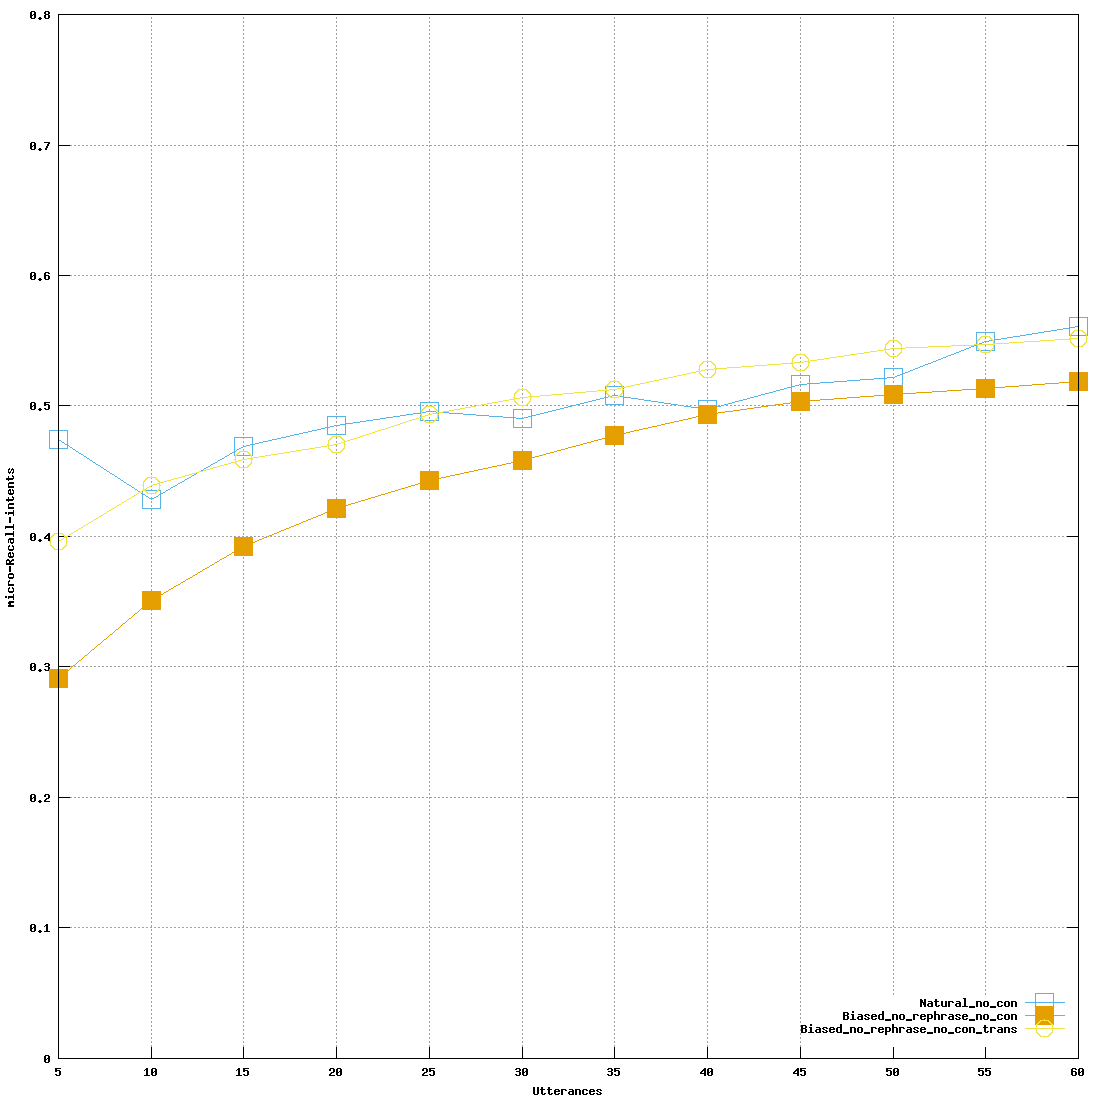 0.8
0.7
0.6
0.5
0.4
0.3
0.2
0.1
0
micro-Recall-intents
Natural_no_con
Biased_no_rephrase_no_con
Biased_no_rephrase_no_con_trans
5 10 15 20 25 30 35 40 45 50 55 60
Utterances